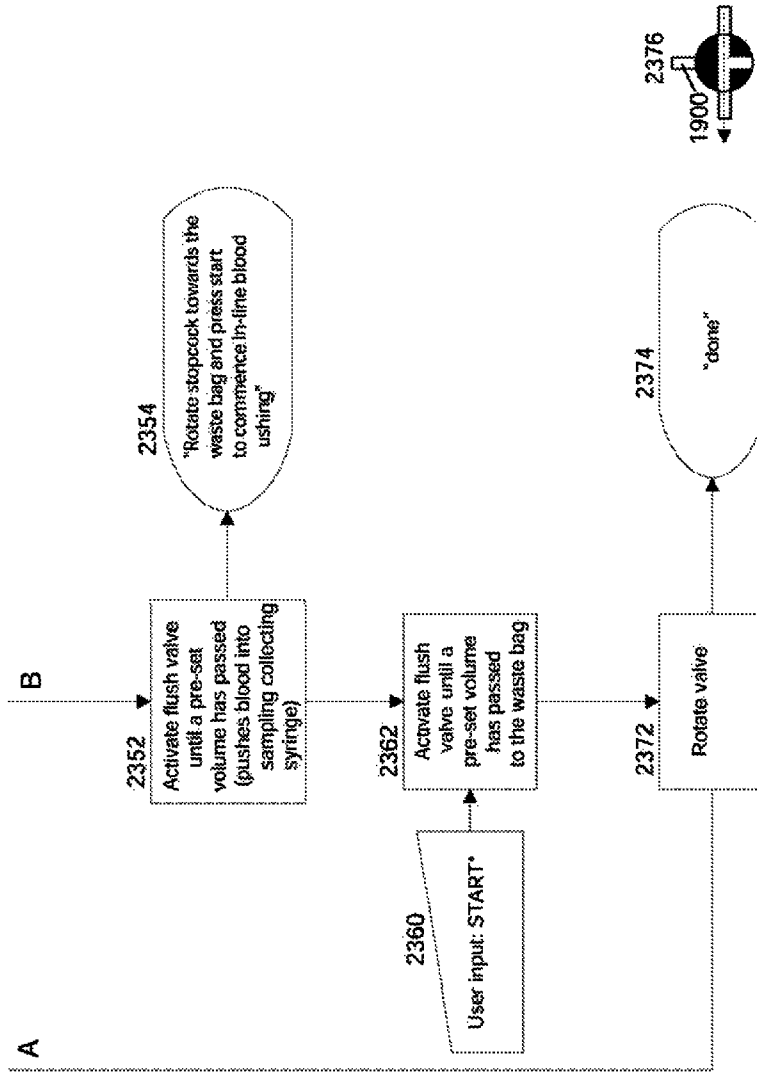 A
B
2352
Activate flush valve
until a pre-set
volume has passed
(pushes blood into
sampling collecting
syringe)
2354
"Rotate stopcock towards the
waste bag and press start
to commence in-line blood
ushing"
2360
User input: START*
2362
Activate flush
valve until a
pre-set volume
has passed
to the waste bag
2372
Rotate valve
2374
"done"
2376
1900